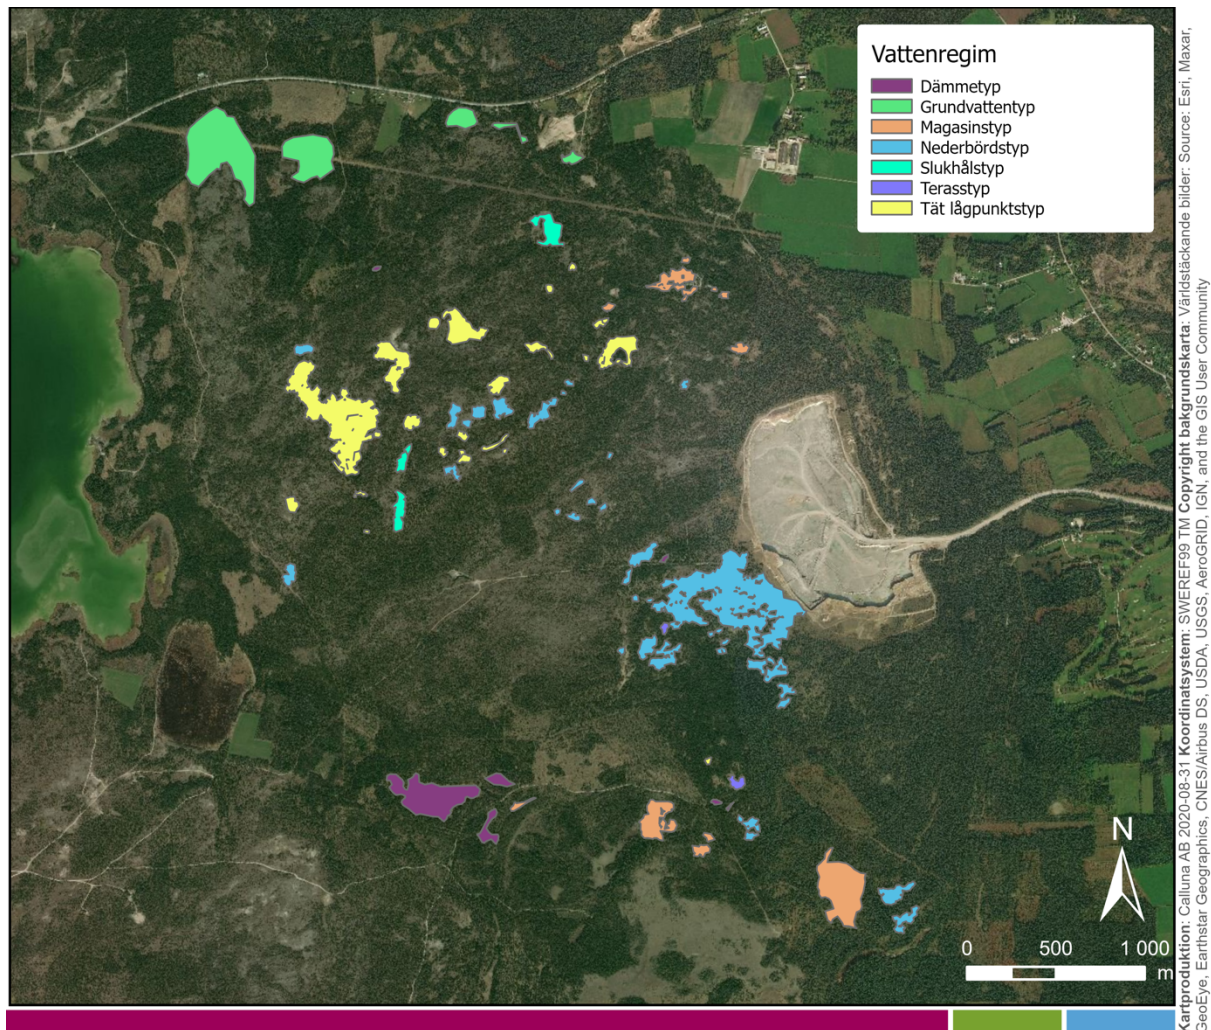 Vattenregim
Dämmetyp
Grundvattentyp
Magasinstyp
Nederbördstyp
Slukhålstyp
Terasstyp
Tät lågpunktstyp
N
0 500 1 000
m
Kartproduktion: Calluna AB 2020-08-31 Koordinatsystem: SWEREF99 TM Copyright bakgrundskarta: Världstäckande bilder: Source: Esri, Maxar,
GeoEye, Earthstar Geographics, CNES/Airbus DS, USDA, USGS, AeroGRID, IGN, and the GIS User Community